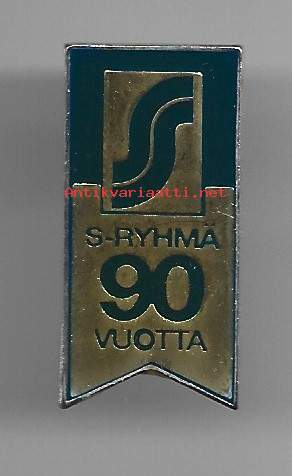 S
Antikvariaatti.net
S-RYHMÄ
90
VUOTTA